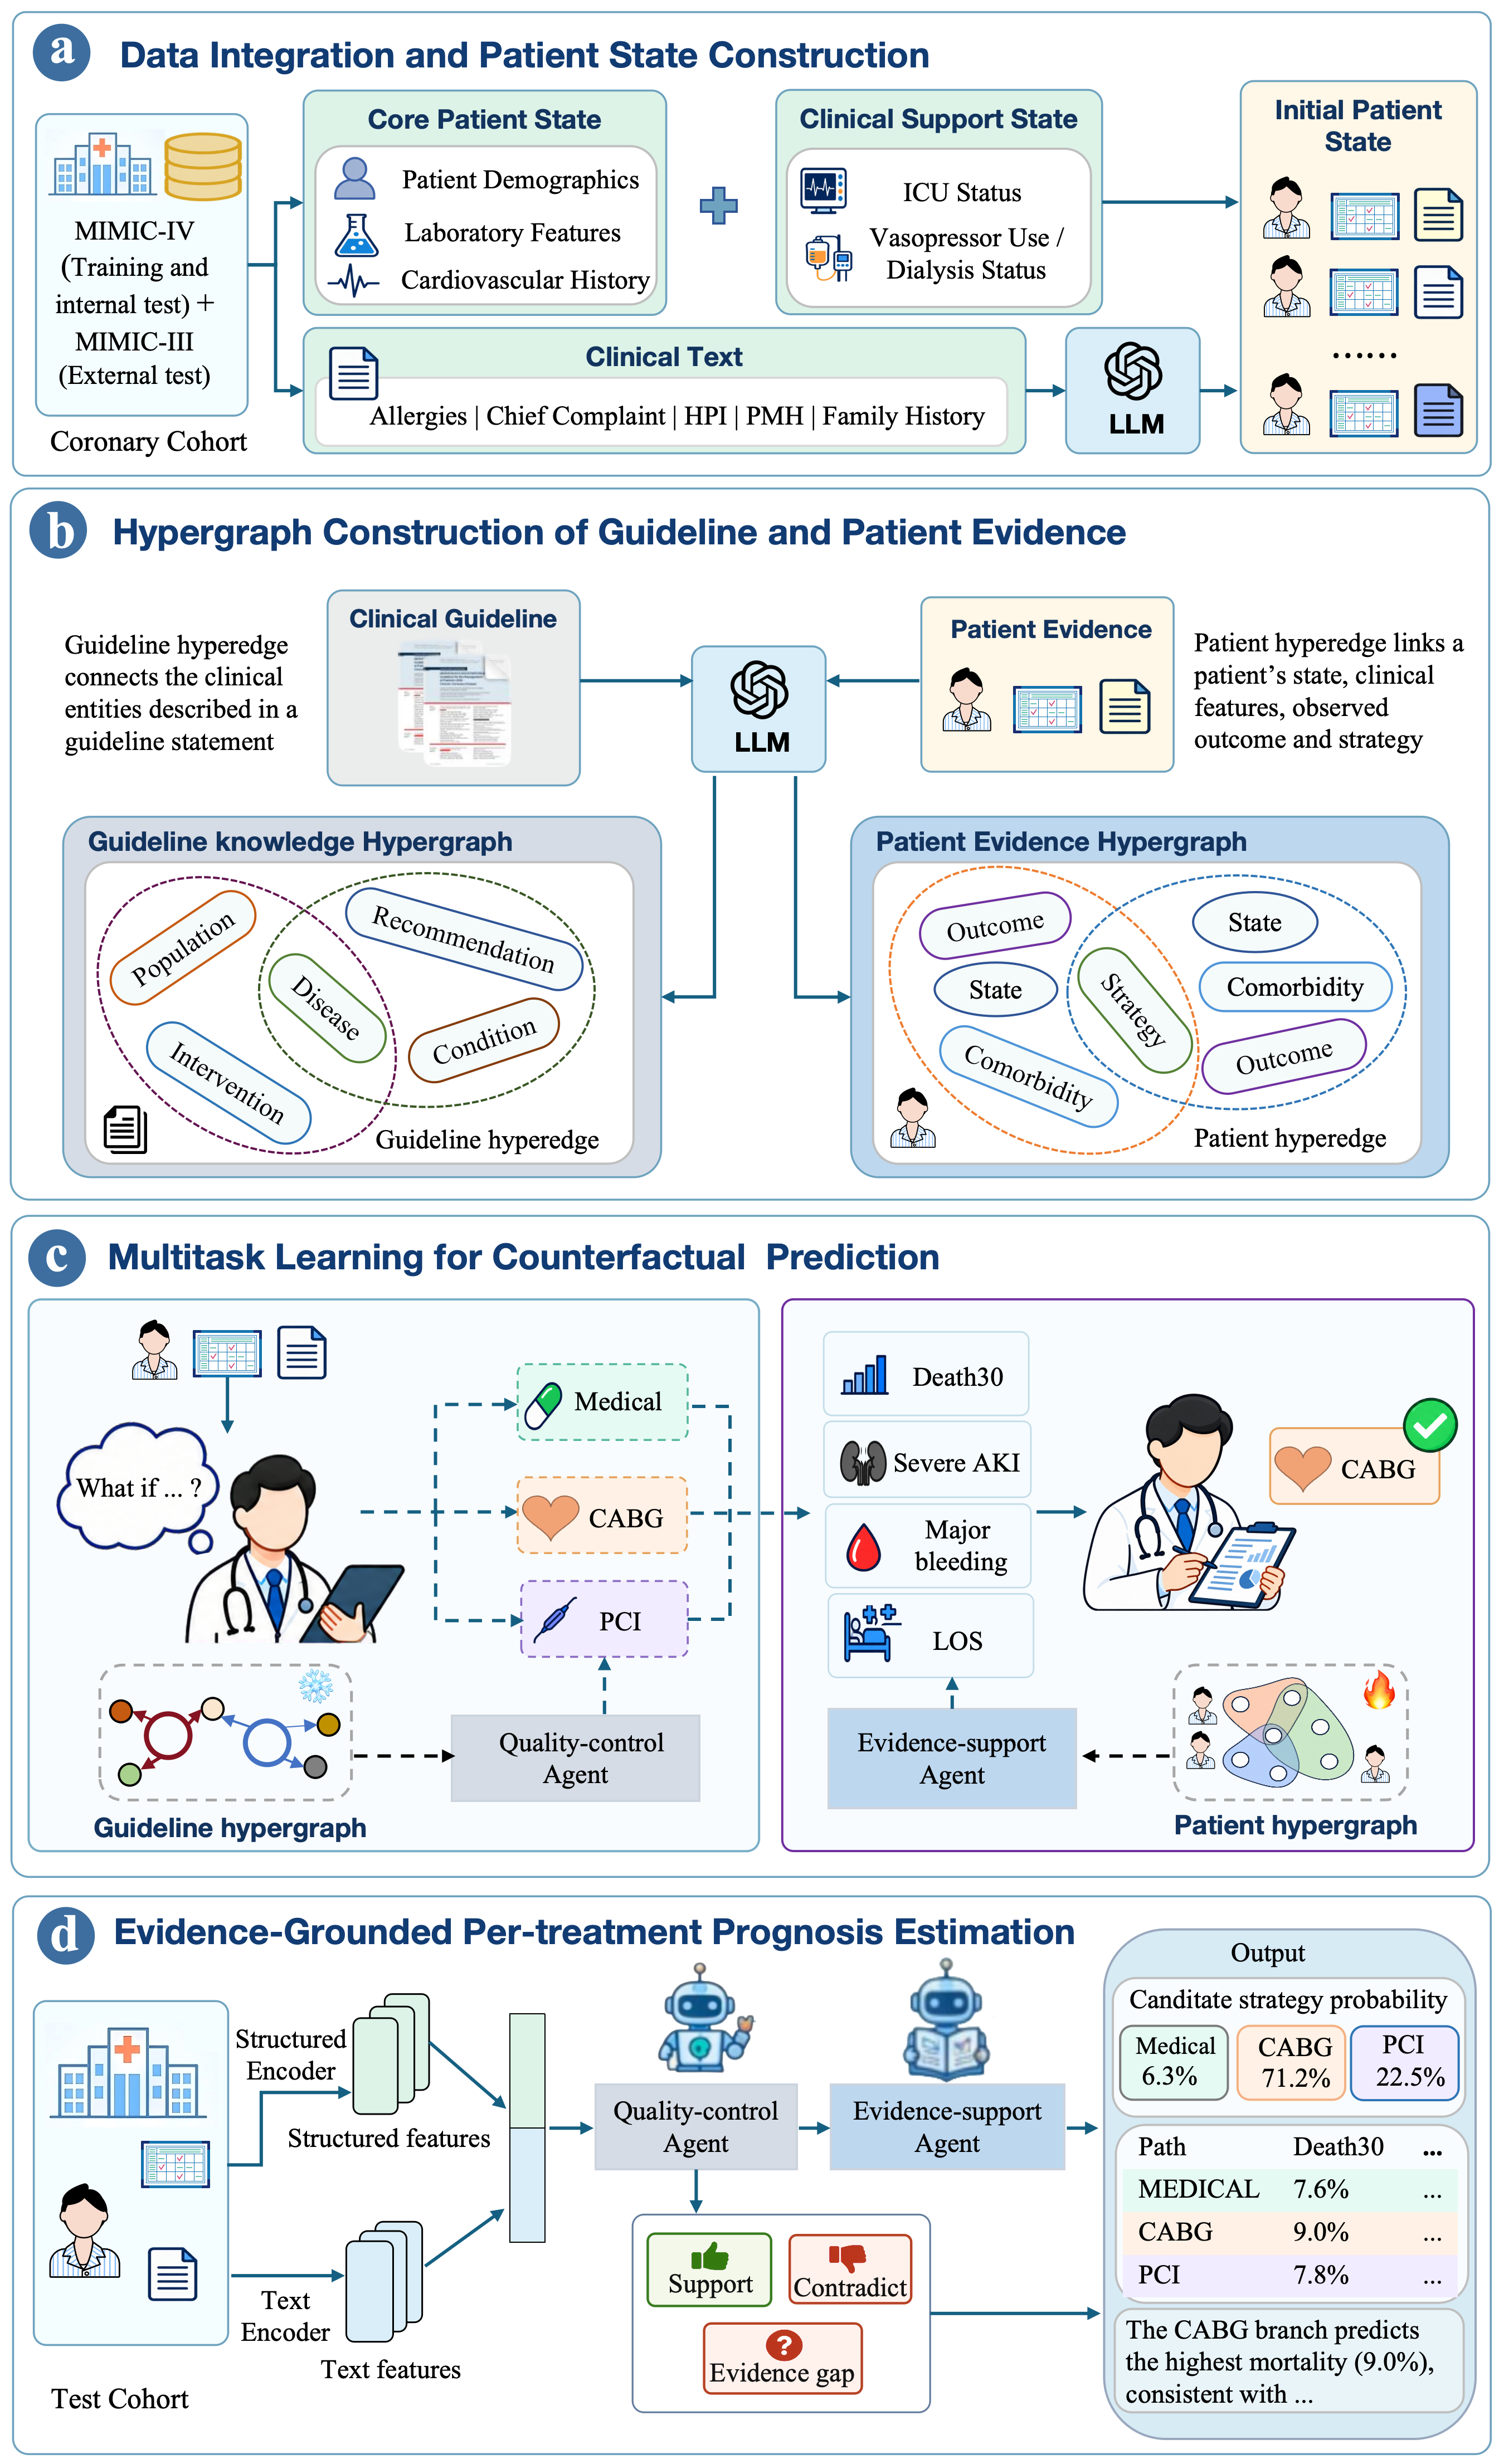 a
Data Integration and Patient State Construction
MIMIC-IV
(Training and
internal test) +
MIMIC-III
(External test)
Coronary Cohort
Core Patient State
Patient Demographics
Laboratory Features
Cardiovascular History
Clinical Support State
ICU Status
Vasopressor Use /
Dialysis Status
Clinical Text
Allergies | Chief Complaint | HPI | PMH | Family History
LLM
Initial Patient
State
......
b
Hypergraph Construction of Guideline and Patient Evidence
Guideline hyperedge
connects the clinical
entities described in a
guideline statement
Clinical Guideline
LLM
Patient Evidence
Patient hyperedge links a
patient’s state, clinical
features, observed
outcome and strategy
Guideline knowledge Hypergraph
Population
Recommendation
Disease
Condition
Intervention
Guideline hyperedge
Patient Evidence Hypergraph
Outcome
State
State
Strategy
Comorbidity
Comorbidity
Outcome
Patient hyperedge
c
Multitask Learning for Counterfactual  Prediction
What if ... ?
Medical
CABG
PCI
Quality-control
Agent
Guideline hypergraph
Death30
Severe AKI
Major
bleeding
LOS
CABG
Evidence-support
Agent
Patient hypergraph
d
Evidence-Grounded Per-treatment Prognosis Estimation
Test Cohort
Structured
Encoder
Structured features
Text
Encoder
Text features
Quality-control
Agent
Evidence-support
Agent
Support
Contradict
?
Evidence gap
Output
Canditate strategy probability
Medical
6.3%
CABG
71.2%
PCI
22.5%
Path Death30 ...
MEDICAL 7.6% ...
CABG 9.0% ...
PCI 7.8% ...
The CABG branch predicts
the highest mortality (9.0%),
consistent with ...